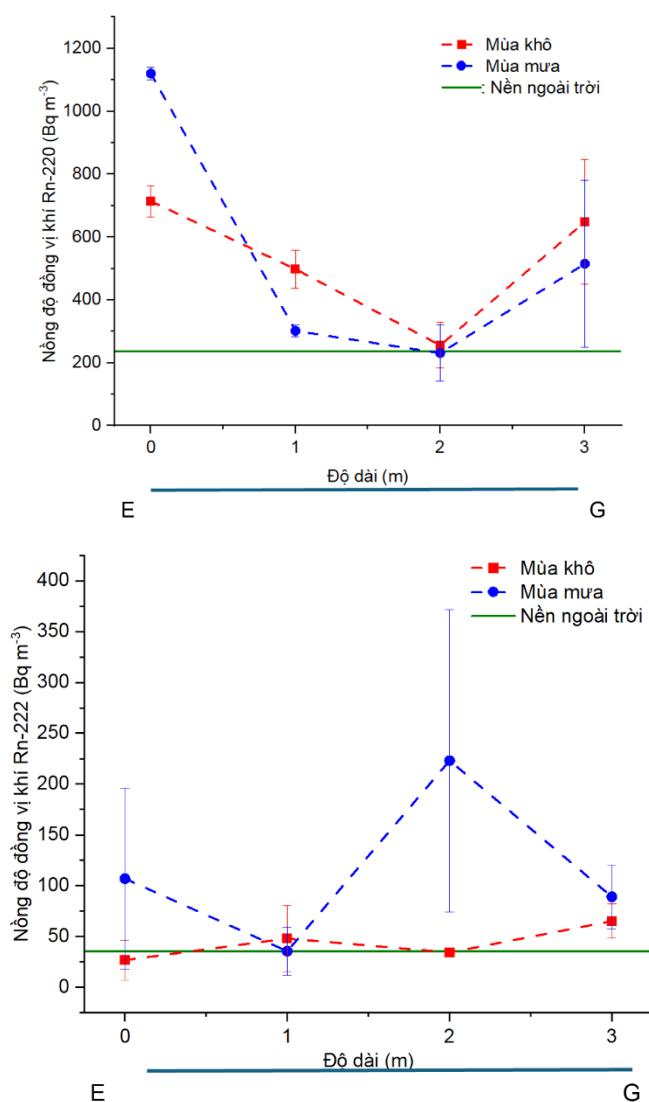 Nồng độ đồng vị khí Rn-220 (Bq m⁻³)
1200
1000
800
600
400
200
0
Mùa khô
Mùa mưa
: Nền ngoài trời
0 1 2 3
Độ dài (m)
E G
Nồng độ đồng vị khí Rn-222 (Bq m⁻³)
400
350
300
250
200
150
100
50
0
Mùa khô
Mùa mưa
Nền ngoài trời
0 1 2 3
Độ dài (m)
E G